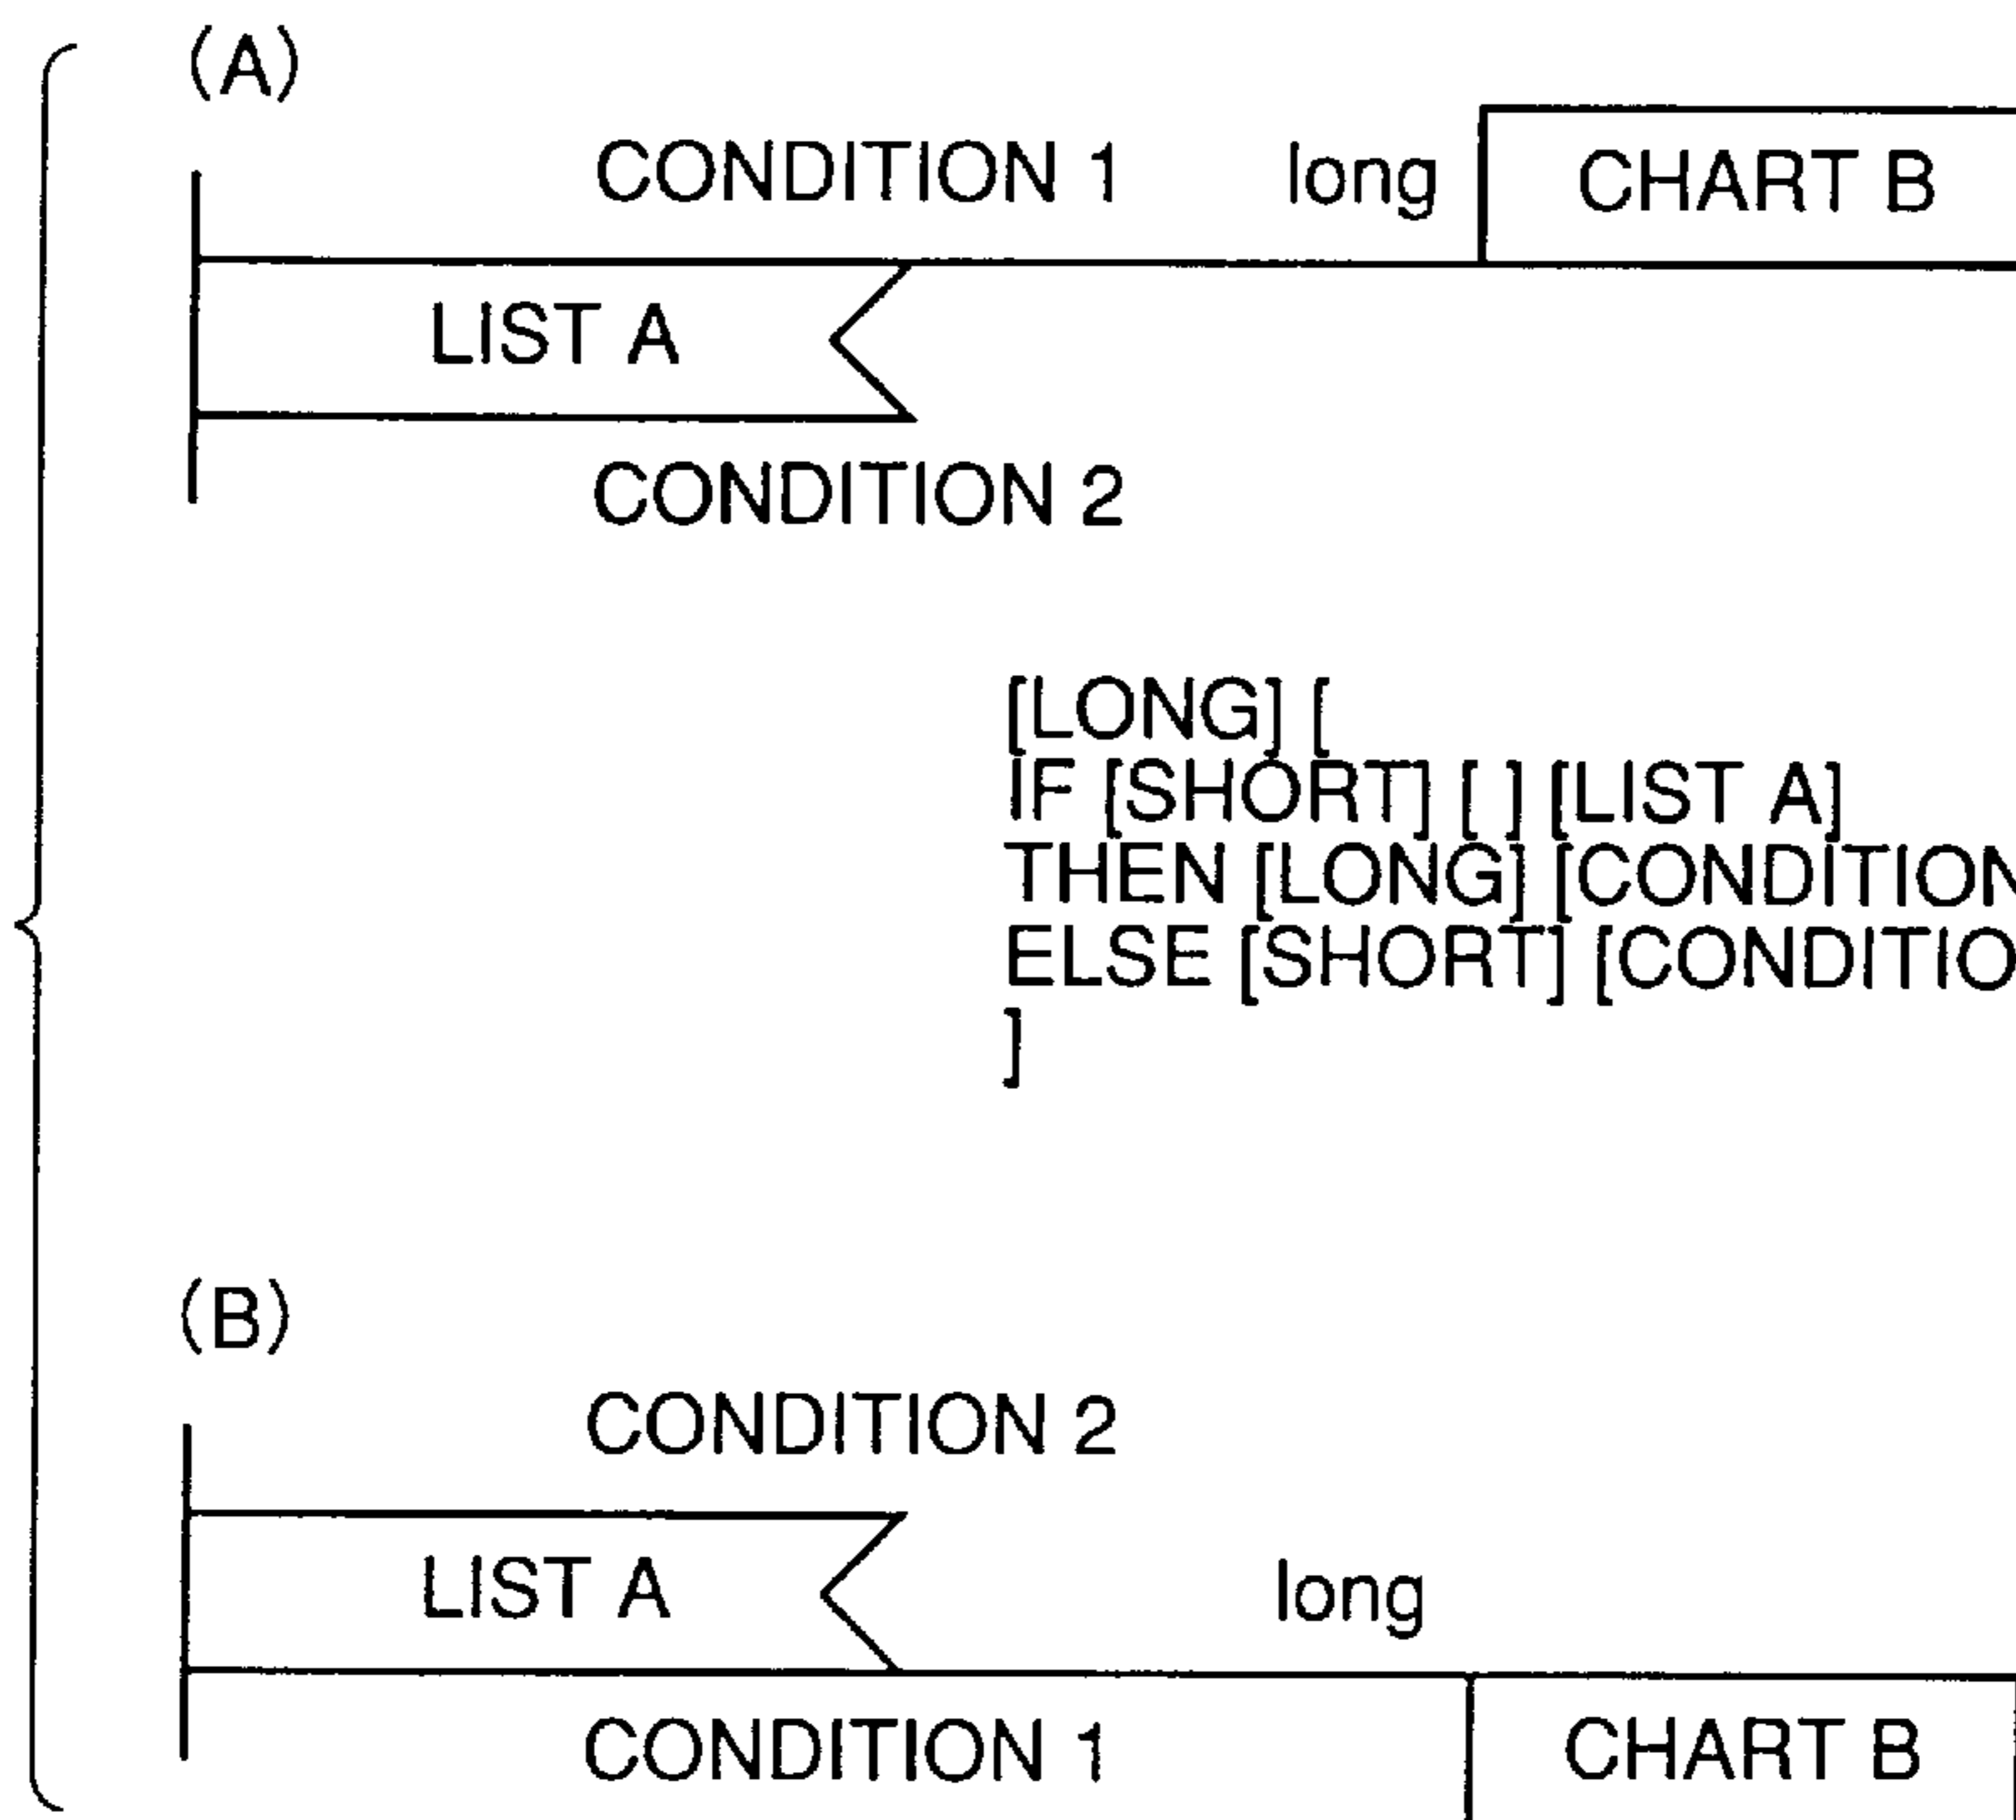 (A)
CONDITION 1 long CHART B
LIST A
CONDITION 2
[LONG] [
IF [SHORT] [ ] [LIST A]
THEN [LONG] [CONDITION
ELSE [SHORT] [CONDITIO
]
(B)
CONDITION 2
LIST A long
CONDITION 1 CHART B